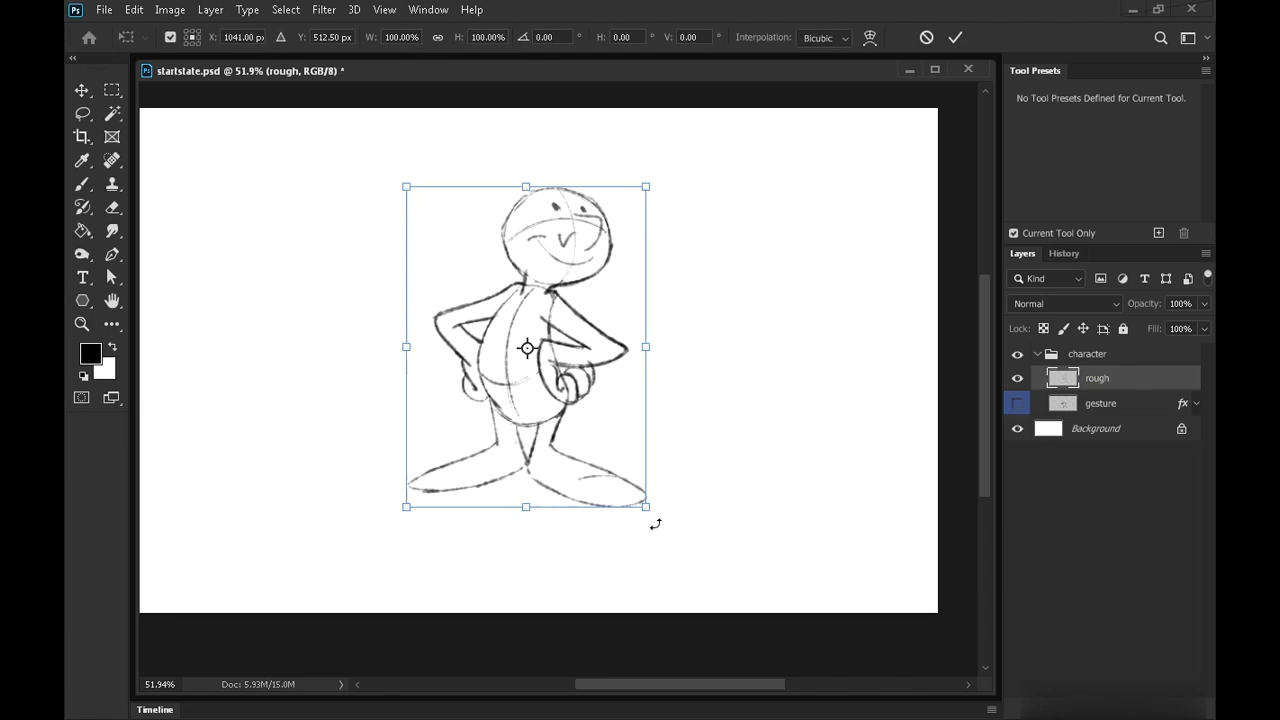 Ps File Edit Image Layer Type Select Filter 3D View Window Help
X: 1041.00 px Y: 512.50 px W: 100.00% H: 100.00% 0.00 ° H: 0.00 ° V: 0.00 ° Interpolation: Bicubic
Ps startstate.psd @ 51.9% (rough, RGB/8) *
Tool Presets
No Tool Presets Defined for Current Tool.
Current Tool Only
Layers History
Kind
Normal Opacity: 100%
Lock: Fill: 100%
character
rough
gesture fx
Background
51.94% Doc: 5.93M/15.0M
Timeline